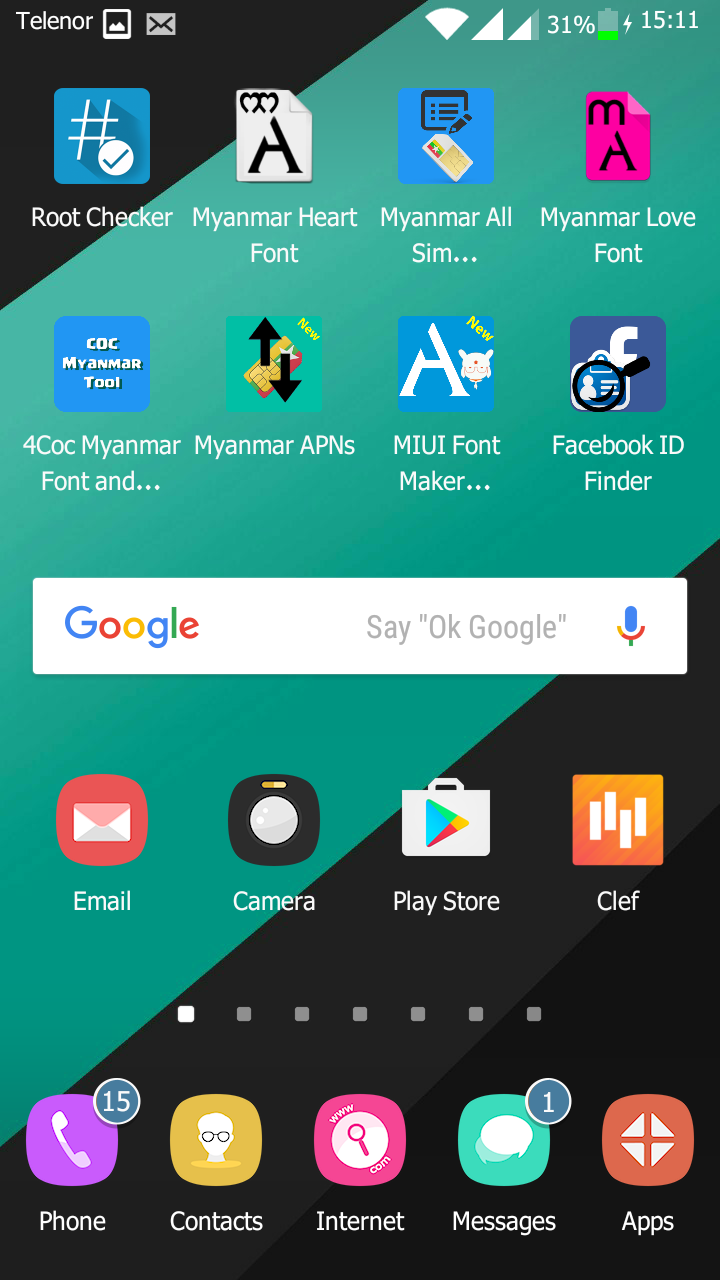 Telenor 31% 15:11
Root Checker
Myanmar Heart Font
Myanmar All Sim...
Myanmar Love Font
COC
Myanmar
Tool
New
New
4Coc Myanmar Font and...
Myanmar APNs
MIUI Font Maker...
Facebook ID Finder
Google Say "Ok Google"
Email Camera Play Store Clef
15 1
www
com
Phone Contacts Internet Messages Apps